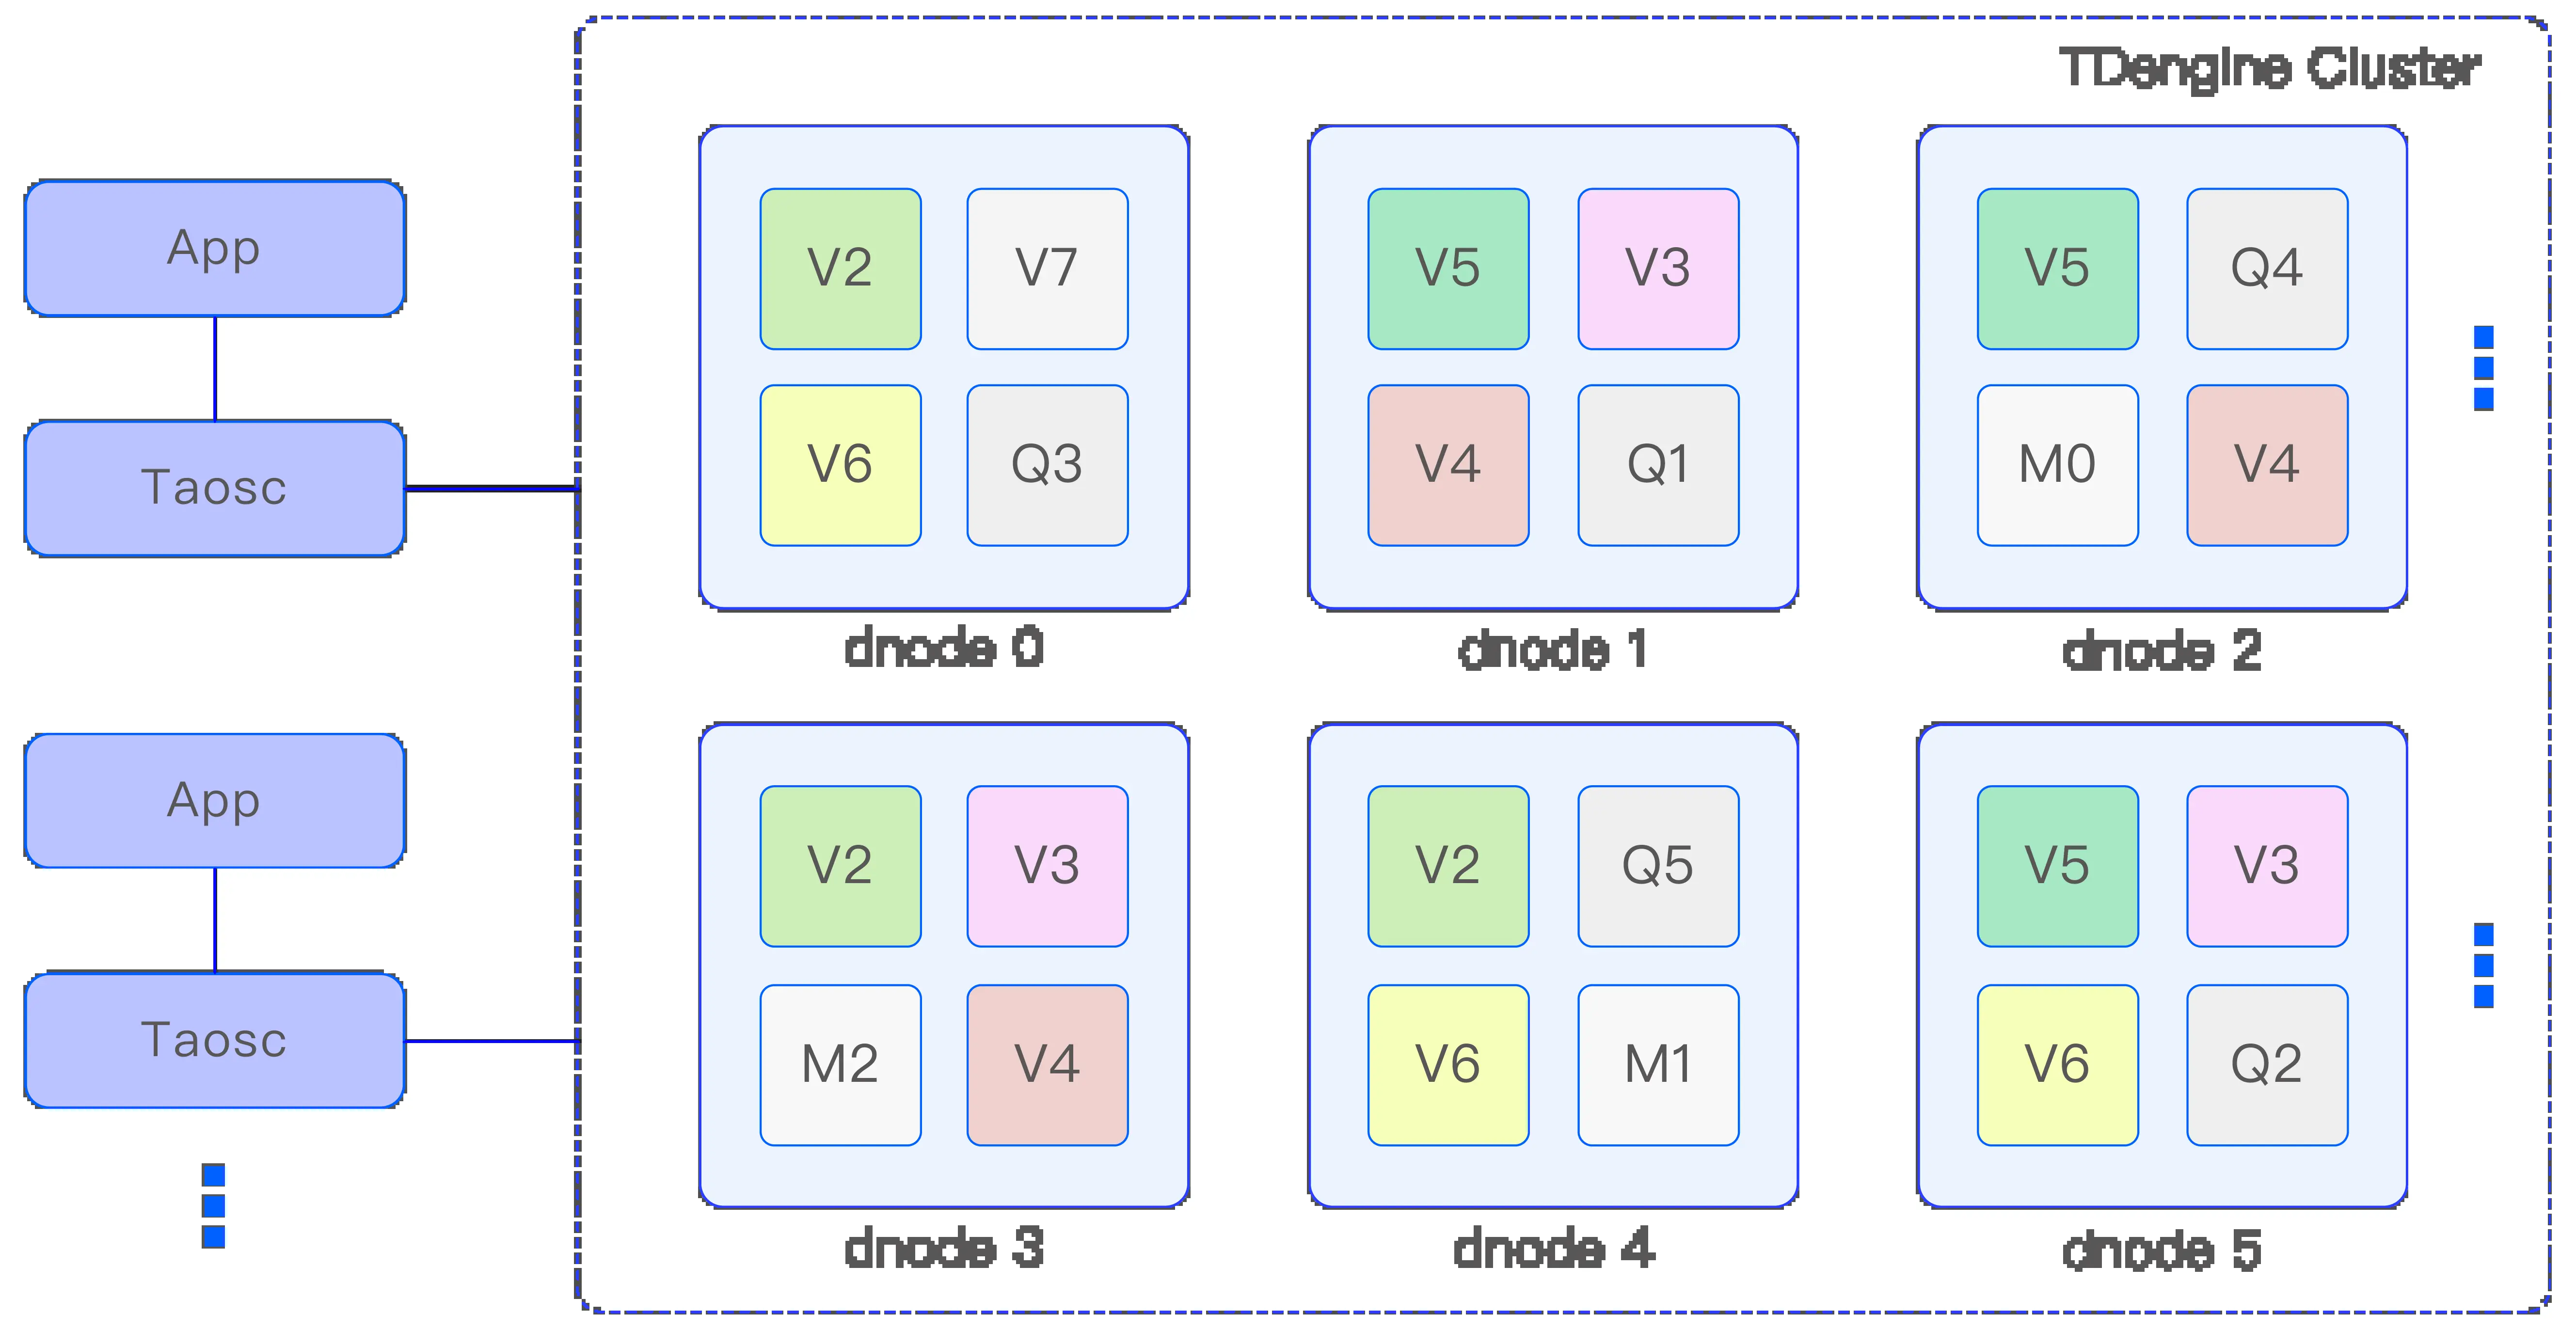 TDengine Cluster
App
Taosc
V2 V7
V6 Q3
dnode 0
V5 V3
V4 Q1
dnode 1
V5 Q4
M0 V4
dnode 2
App
Taosc
V2 V3
M2 V4
dnode 3
V2 Q5
V6 M1
dnode 4
V5 V3
V6 Q2
dnode 5